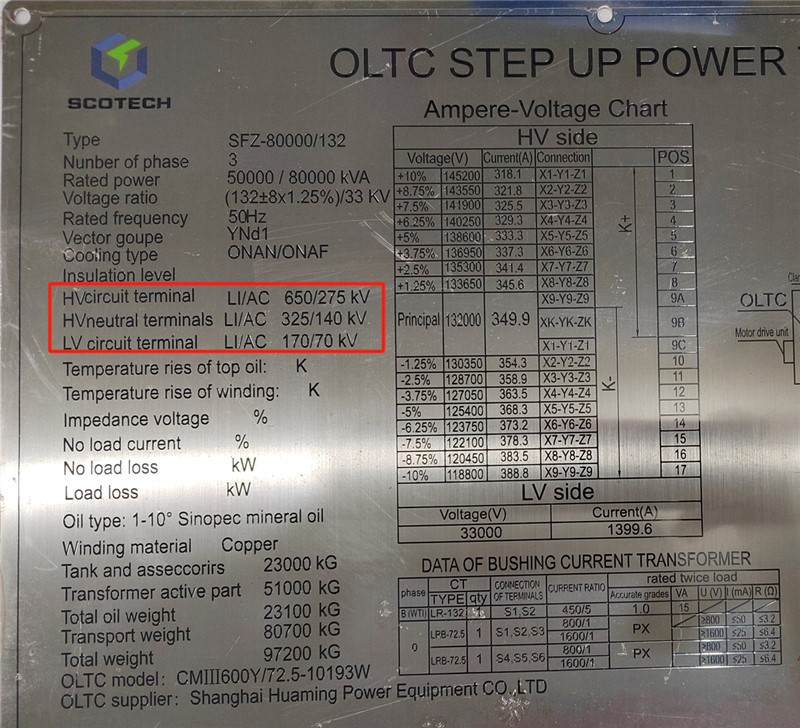 OLTC STEP UP POWER
SCOTECH
Ampere-Voltage Chart
Type SFZ-80000/132
Nunber of phase 3
Rated power 50000 / 80000 kVA
Voltage ratio (132±8x1.25%)/33 KV
Rated frequency 50Hz
Vector goupe YNd1
Cooling type ONAN/ONAF
Insulation level
HVcircuit terminal LI/AC 650/275 kV
HVneutral terminals LI/AC 325/140 kV
LV circuit terminal LI/AC 170/70 kV
Temperature ries of top oil: K
Temperature rise of winding: K
Impedance voltage %
No load current %
No load loss kW
Load loss kW
Oil type: 1-10° Sinopec mineral oil
Winding material Copper
Tank and asseccorirs 23000 kG
Transformer active part 51000 kG
Total oil weight 23100 kG
Transport weight 80700 kG
Total weight 97200 kG
OLTC model: CMIII600Y/72.5-10193W
OLTC supplier: Shanghai Huaming Power Equipment CO.,LTD
HV side
Voltage(V) Current(A) Connection POS
+10% 145200 318.1 X1-Y1-Z1 1
+8.75% 143550 321.8 X2-Y2-Z2 2
+7.5% 141900 325.5 X3-Y3-Z3 3
+6.25% 140250 329.3 X4-Y4-Z4 4
+5% 138600 333.3 X5-Y5-Z5 5
+3.75% 136950 337.3 X6-Y6-Z6 6
+2.5% 135300 341.4 X7-Y7-Z7 7
+1.25% 133650 345.6 X8-Y8-Z8 8
X9-Y9-Z9 9A
Principal 132000 349.9 XK-YK-ZK 9B
X1-Y1-Z1 9C
-1.25% 130350 354.3 X2-Y2-Z2 10
-2.5% 128700 358.9 X3-Y3-Z3 11
-3.75% 127050 363.5 X4-Y4-Z4 12
-5% 125400 368.3 X5-Y5-Z5 13
-6.25% 123750 373.2 X6-Y6-Z6 14
-7.5% 122100 378.3 X7-Y7-Z7 15
-8.75% 120450 383.5 X8-Y8-Z8 16
-10% 118800 388.8 X9-Y9-Z9 17
K+
K-
LV side
Voltage(V) Current(A)
33000 1399.6
DATA OF BUSHING CURRENT TRANSFORMER
phase CT CONNECTION OF TERMINALS CURRENT RATIO rated twice load
TYPE qty Accurate grades VA U (V) I (mA) R (Ω)
B (WTI) LR-132 1 S1,S2 450/5 1.0 15
0 LRB-72.5 1 S1,S2,S3 800/1 PX ≥800 ≤50 ≤3.2
1600/1 ≥1600 ≤25 ≤6.4
LRB-72.5 1 S4,S5,S6 800/1 PX ≥800 ≤50 ≤3.2
1600/1 ≥1600 ≤25 ≤6.4
OLTC
Motor drive unit